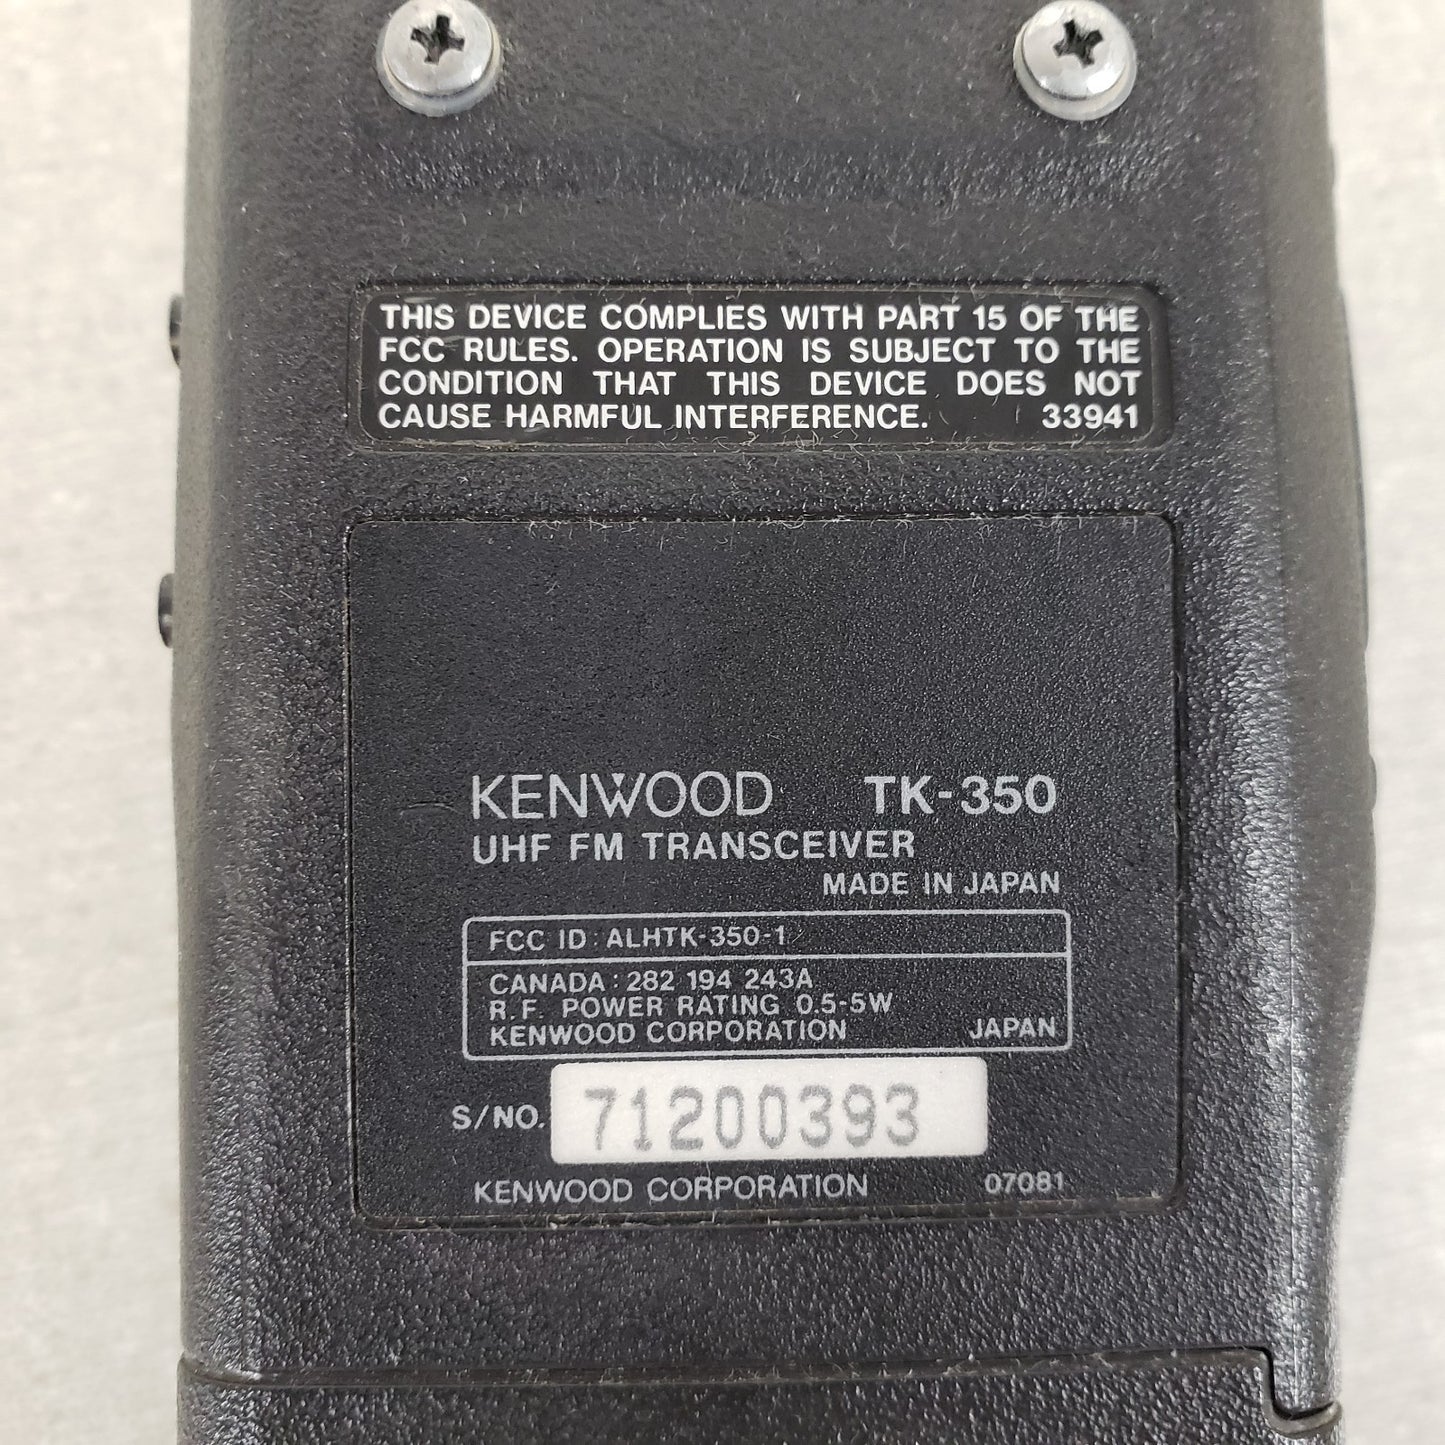 THIS DEVICE COMPLIES WITH PART 15 OF THE
FCC RULES. OPERATION IS SUBJECT TO THE
CONDITION THAT THIS DEVICE DOES NOT
CAUSE HARMFUL INTERFERENCE. 33941
KENWOOD TK-350
UHF FM TRANSCEIVER
MADE IN JAPAN
FCC ID: ALHTK-350-1
CANADA: 282 194 243A
R.F. POWER RATING 0.5-5W
KENWOOD CORPORATION JAPAN
S/NO. 71200393
KENWOOD CORPORATION 07081